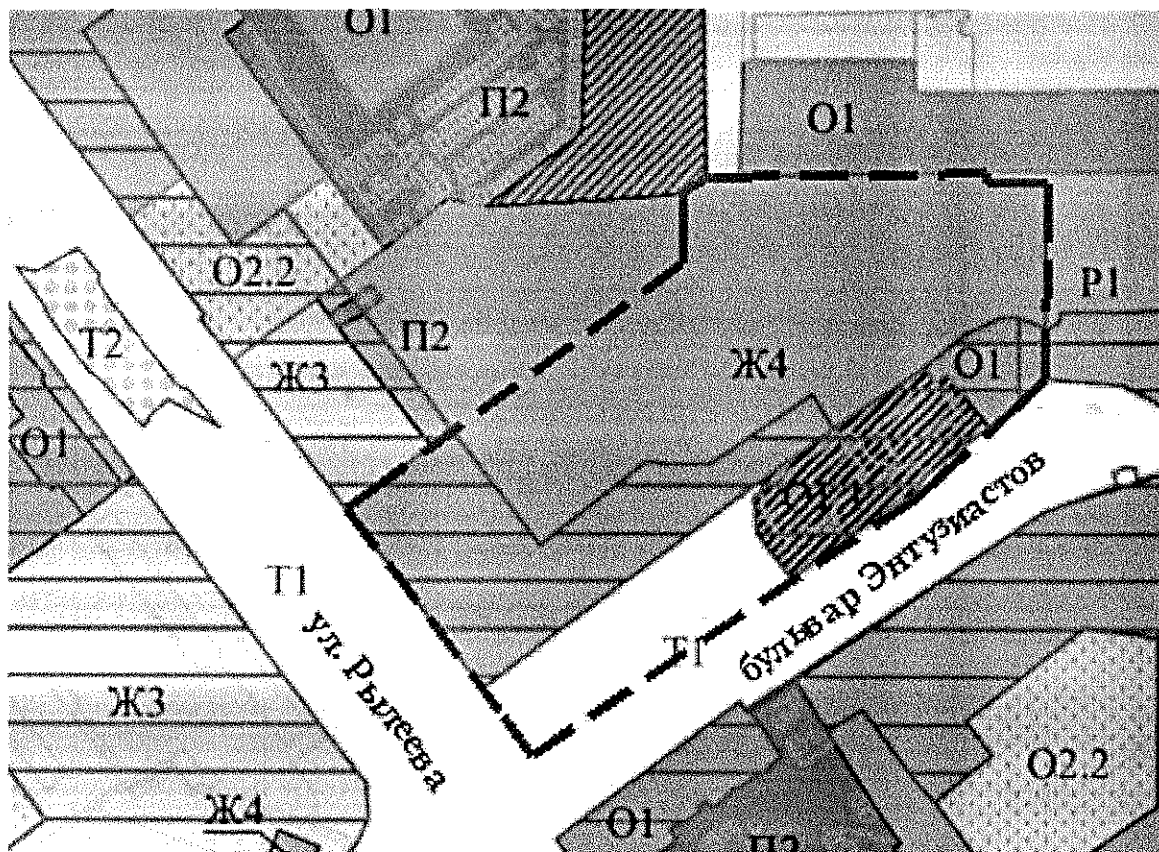 О1
П2
О1
О2.2
Р1
Т2
П2
Ж3
Ж4
О1
О1
Т1
ул. Рылеева
Т1
бульвар Энтузиастов
Ж3
О2.2
Ж4
О1
П2